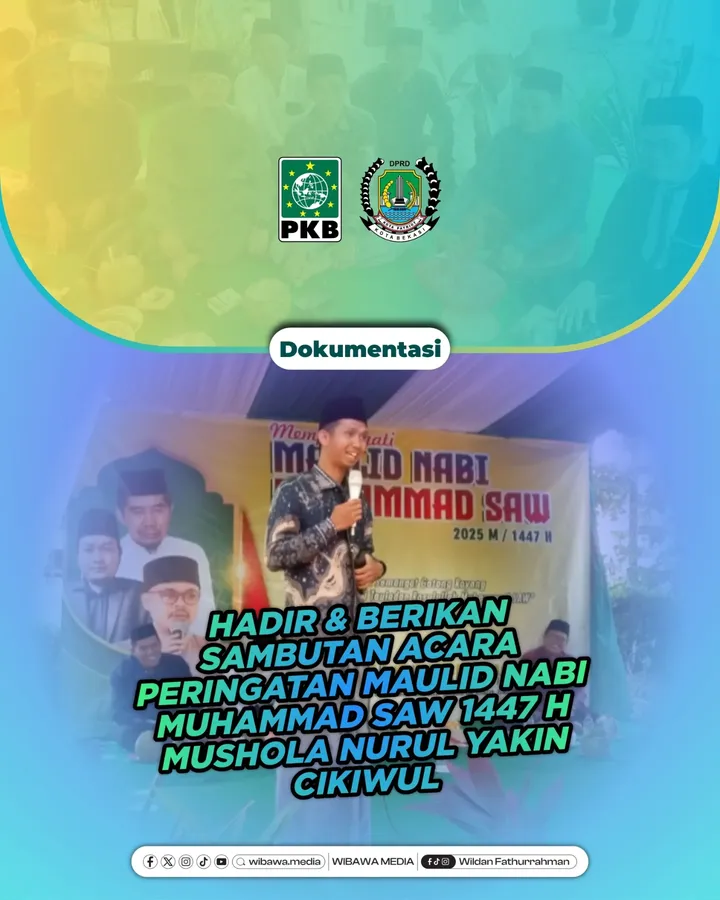 PKB
DPRD
KOTA BEKASI
Dokumentasi
MUHAMMAD SAW
NABI
2025 M / 1447 H
HADIR & BERIKAN
SAMBUTAN ACARA
PERINGATAN MAULID NABI
MUHAMMAD SAW 1447 H
MUSHOLA NURUL YAKIN
CIKIWUL
wibawa.media
WIBAWA MEDIA
Wildan Fathurrahman